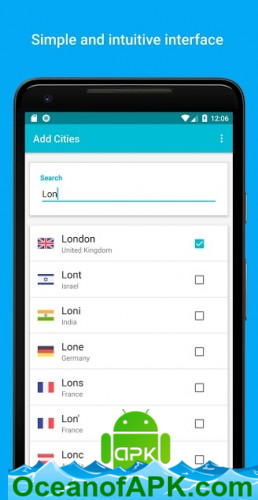 Simple and intuitive interface
12:06
Add Cities
Search
Lon
London
United Kingdom
Lont
Israel
Loni
India
Lone
Germany
Lons
France
Lon'
France
Lonc
APK
OceanofAPK.com